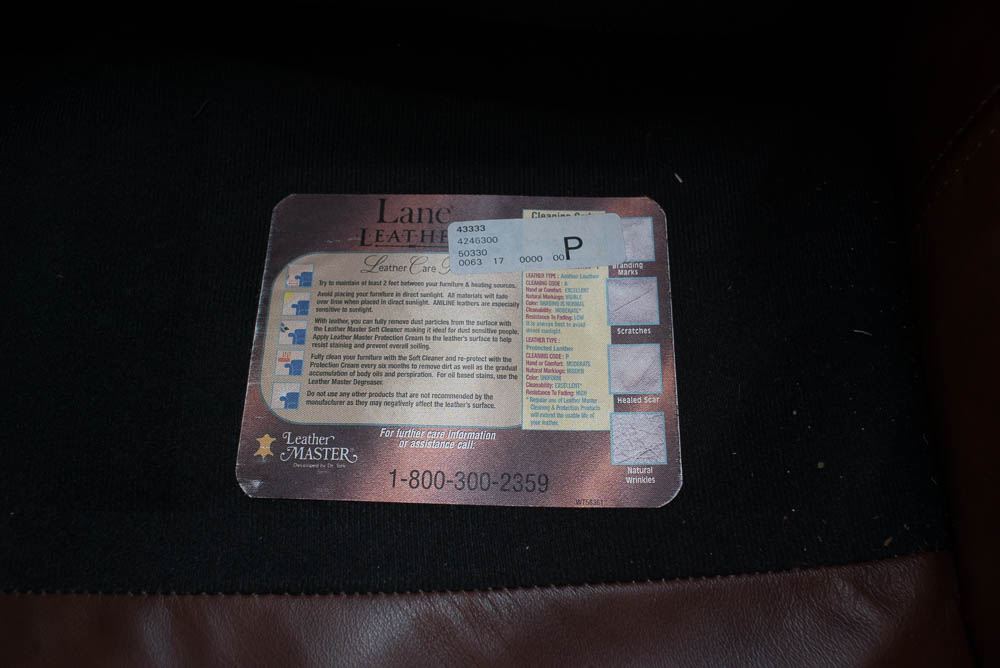 Lane
LEATHE
43333
4246300
50330
0063 17 0000 00
P
Leather Care
Try to maintain at least 2 feet between your furniture & heating sources.
Avoid placing your furniture in direct sunlight. All materials will fade
over time when placed in direct sunlight. ANILINE leathers are especially
sensitive to sunlight.
With leather, you can fully remove dust particles from the surface with
the Leather Master Soft Cleaner making it ideal for dust sensitive people.
Apply Leather Master Protection Cream to the leather's surface to help
resist staining and prevent overall soiling.
Fully clean your furniture with the Soft Cleaner and re-protect with the
Protection Cream every six months to remove dirt as well as the gradual
accumulation of body oils and perspiration. For oil based stains, use the
Leather Master Degreaser.
Do not use any other products that are not recommended by the
manufacturer as they may negatively affect the leather's surface.
Leather
MASTER
Developed by Dr. Tork
For further care information
or assistance call:
1-800-300-2359
Cleaning
LEATHER TYPE : Aniline Leather
CLEANING CODE : A
Hand or Comfort: EXCELLENT
Natural Markings: VISIBLE
Color: SHADING IS NORMAL
Cleanability: MODERATE*
Resistance To Fading: LOW
It is always best to avoid
direct sunlight.
LEATHER TYPE :
Protected Leather
CLEANING CODE : P
Hand or Comfort: MODERATE
Natural Markings: HIDDEN
Color: UNIFORM
Cleanability: EXCELLENT*
Resistance To Fading: HIGH
* Regular use of Leather Master
Cleaning & Protection Products
will extend the usable life of
your leather.
Branding
Marks
Scratches
Healed Scar
Natural
Wrinkles
WT58361